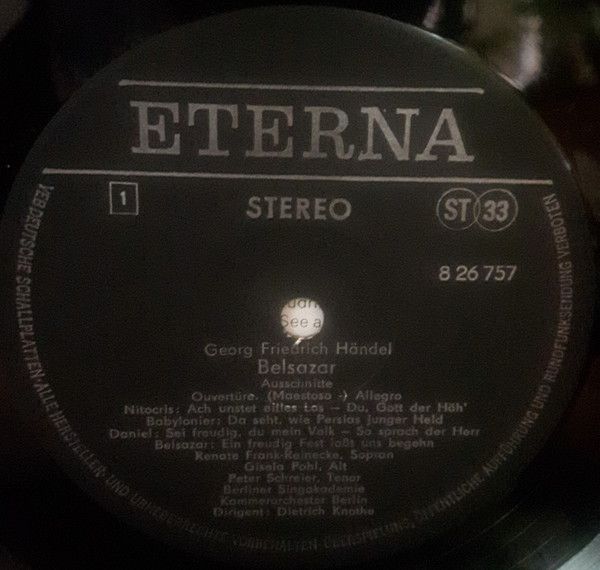 ETERNA
1
STEREO
ST 33
8 26 757
See a
Georg Friedrich Händel
Belsazar
Ausschnitte
Ouvertüre. (Maestoso -) Allegro
Nitocris: Ach unstet eitles Los – Du, Gott der Höh'
Babylonier: Da seht, wie Persias junger Held
Daniel: Sei freudig, du mein Volk – So sprach der Herr
Belsazar: Ein freudig Fest laßt uns begehn
Renate Frank-Reinecke, Sopran
Gisela Pohl, Alt
Peter Schreier, Tenor
Berliner Singakademie
Kammerorchester Berlin
Dirigent: Dietrich Knothe
VEB DEUTSCHE SCHALLPLATTEN · ALLE HERSTELLER- UND URHEBERRECHTE VORBEHALTEN · ÜBERSPIELUNG, ÖFFENTLICHE AUFFÜHRUNG UND RUNDFUNKSENDUNG VERBOTEN